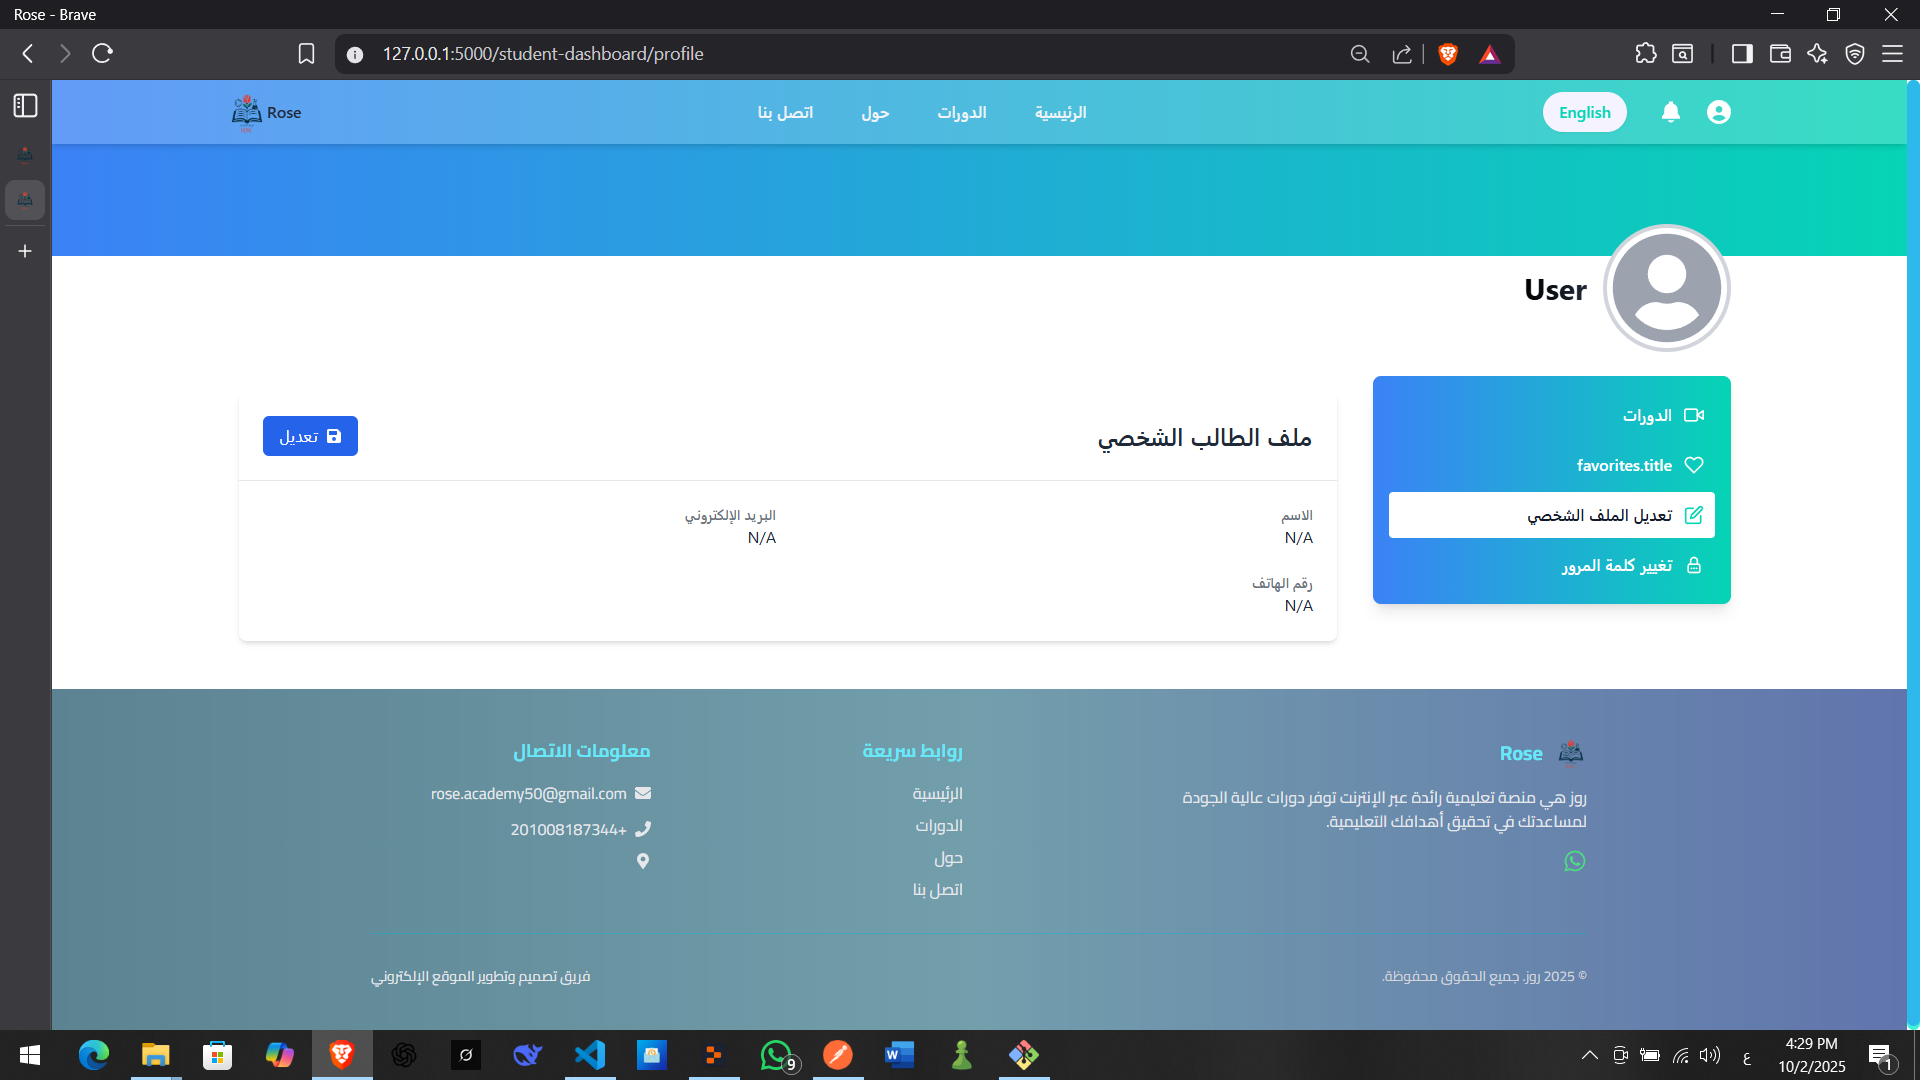 Rose - Brave
127.0.0.1:5000/student-dashboard/profile
Rose
الرئيسية
الدورات
حول
اتصل بنا
English
User
الدورات
favorites.title
تعديل الملف الشخصي
تغيير كلمة المرور
ملف الطالب الشخصي
تعديل
الاسم
N/A
البريد الإلكتروني
N/A
رقم الهاتف
N/A
Rose
روز هي منصة تعليمية رائدة عبر الإنترنت توفر دورات عالية الجودة
لمساعدتك في تحقيق أهدافك التعليمية.
روابط سريعة
الرئيسية
الدورات
حول
اتصل بنا
معلومات الاتصال
rose.academy50@gmail.com
201008187344+
© 2025 روز. جميع الحقوق محفوظة.
فريق تصميم وتطوير الموقع الإلكتروني
9
ع
4:29 PM
10/2/2025
1